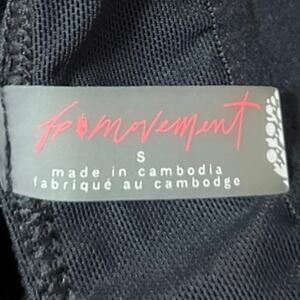 fp movement
S
made in cambodia
fabriqué au cambodge